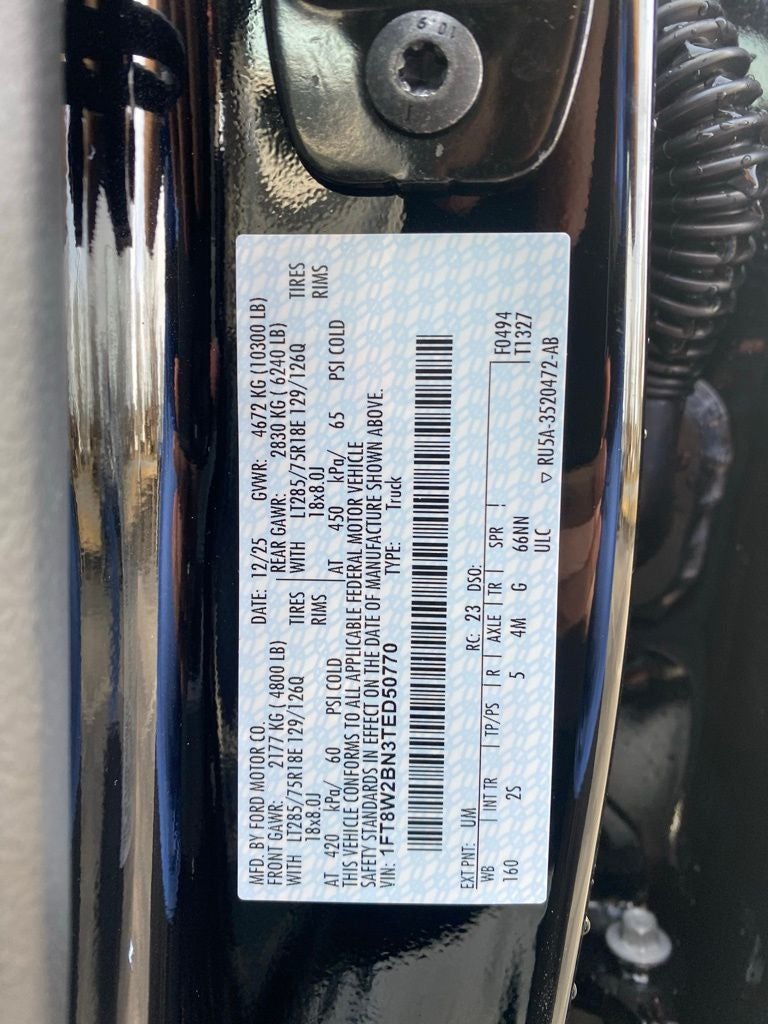 10.9
MFD. BY FORD MOTOR CO.
DATE: 12/25 GVWR: 4672 KG (10300 LB)
FRONT GAWR: 2177 KG ( 4800 LB) REAR GAWR: 2830 KG ( 6240 LB)
WITH LT285/75R18E 129/126Q TIRES WITH LT285/75R18E 129/126Q TIRES
18x8.0J RIMS 18x8.0J RIMS
AT 420 kPa/ 60 PSI COLD AT 450 kPa/ 65 PSI COLD
THIS VEHICLE CONFORMS TO ALL APPLICABLE FEDERAL MOTOR VEHICLE
SAFETY STANDARDS IN EFFECT ON THE DATE OF MANUFACTURE SHOWN ABOVE.
VIN: 1FT8W2BN3TED50770 TYPE: Truck
EXT PNT: UM RC: 23 DSO:
WB | INT TR | TP/PS | R | AXLE | TR | SPR | F0494
160 2S 5 4M G 66NN TT1327
ULC ▽ RU5A-3520472-AB